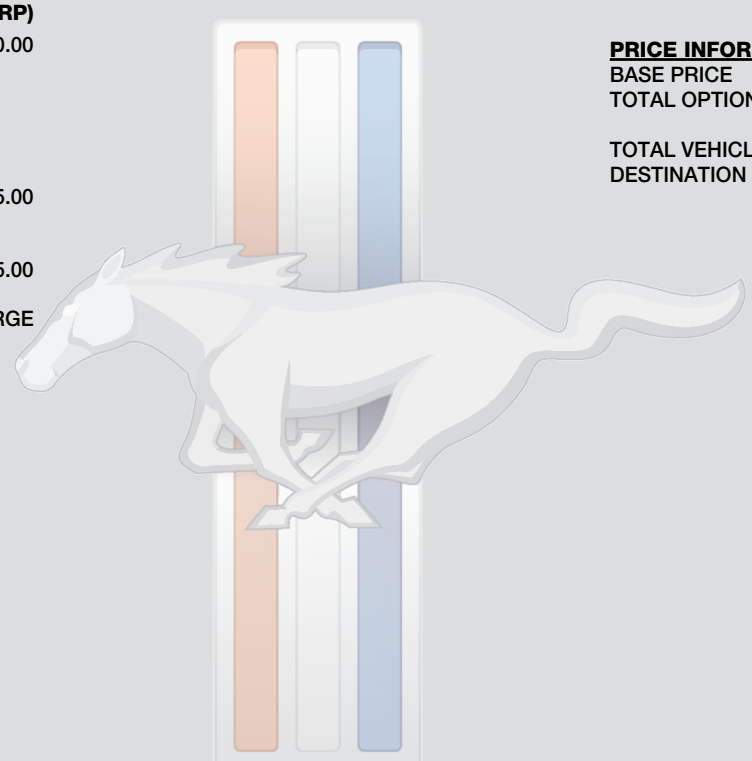 RP)
0.00
5.00
5.00
RGE
PRICE INFOR
BASE PRICE
TOTAL OPTION
TOTAL VEHICL
DESTINATION